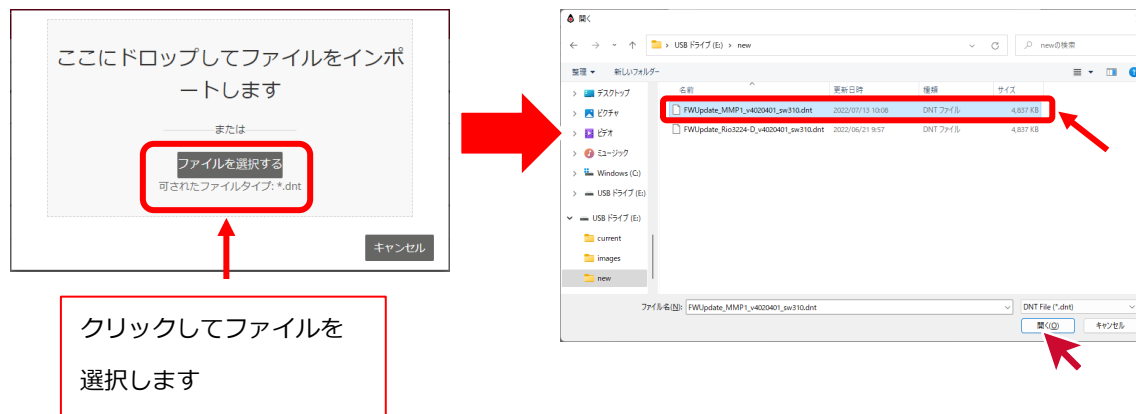 ここにドロップしてファイルをインポ
ートします
または
ファイルを選択する
可されたファイルタイプ: *.dnt
キャンセル
クリックしてファイルを
選択します
開く
USB ドライブ (E:) › new
newの検索
整理
新しいフォルダー
名前 更新日時 種類 サイズ
デスクトップ
FWUpdate_MMP1_v4020401_sw310.dnt 2022/07/13 10:08 DNT ファイル 4,837 KB
ピクチャ
FWUpdate_Rio3224-D_v4020401_sw310.dnt 2022/06/21 9:57 DNT ファイル 4,837 KB
ビデオ
ミュージック
Windows (C:)
USB ドライブ (E:)
USB ドライブ (E:)
current
images
new
ファイル名(N): FWUpdate_MMP1_v4020401_sw310.dnt DNT File (*.dnt)
開く(O) キャンセル